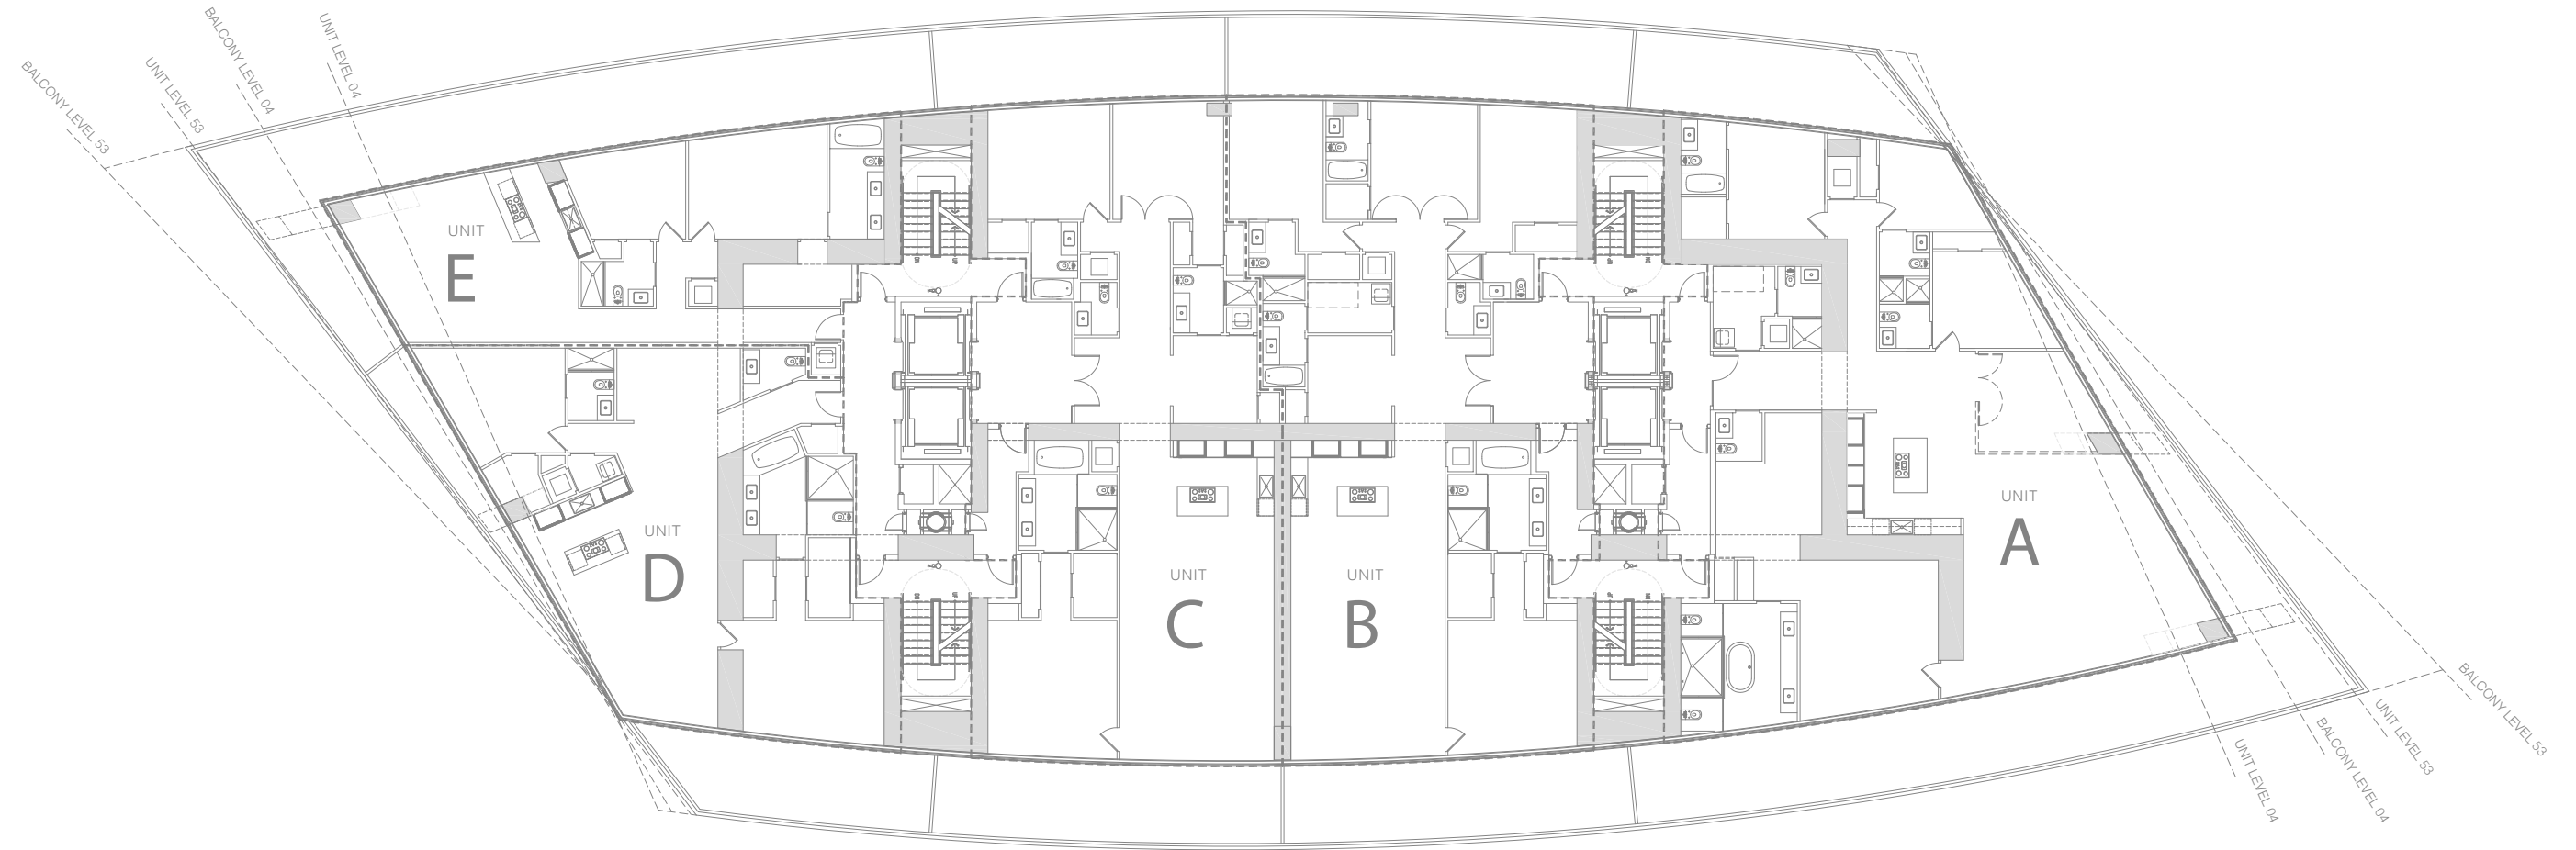 BALCONY LEVEL 53
UNIT LEVEL 53
BALCONY LEVEL 04
UNIT LEVEL 04
UNIT
E
UNIT
D
UNIT
C
UNIT
B
UNIT
A
UNIT LEVEL 04
BALCONY LEVEL 04
UNIT LEVEL 53
BALCONY LEVEL 53